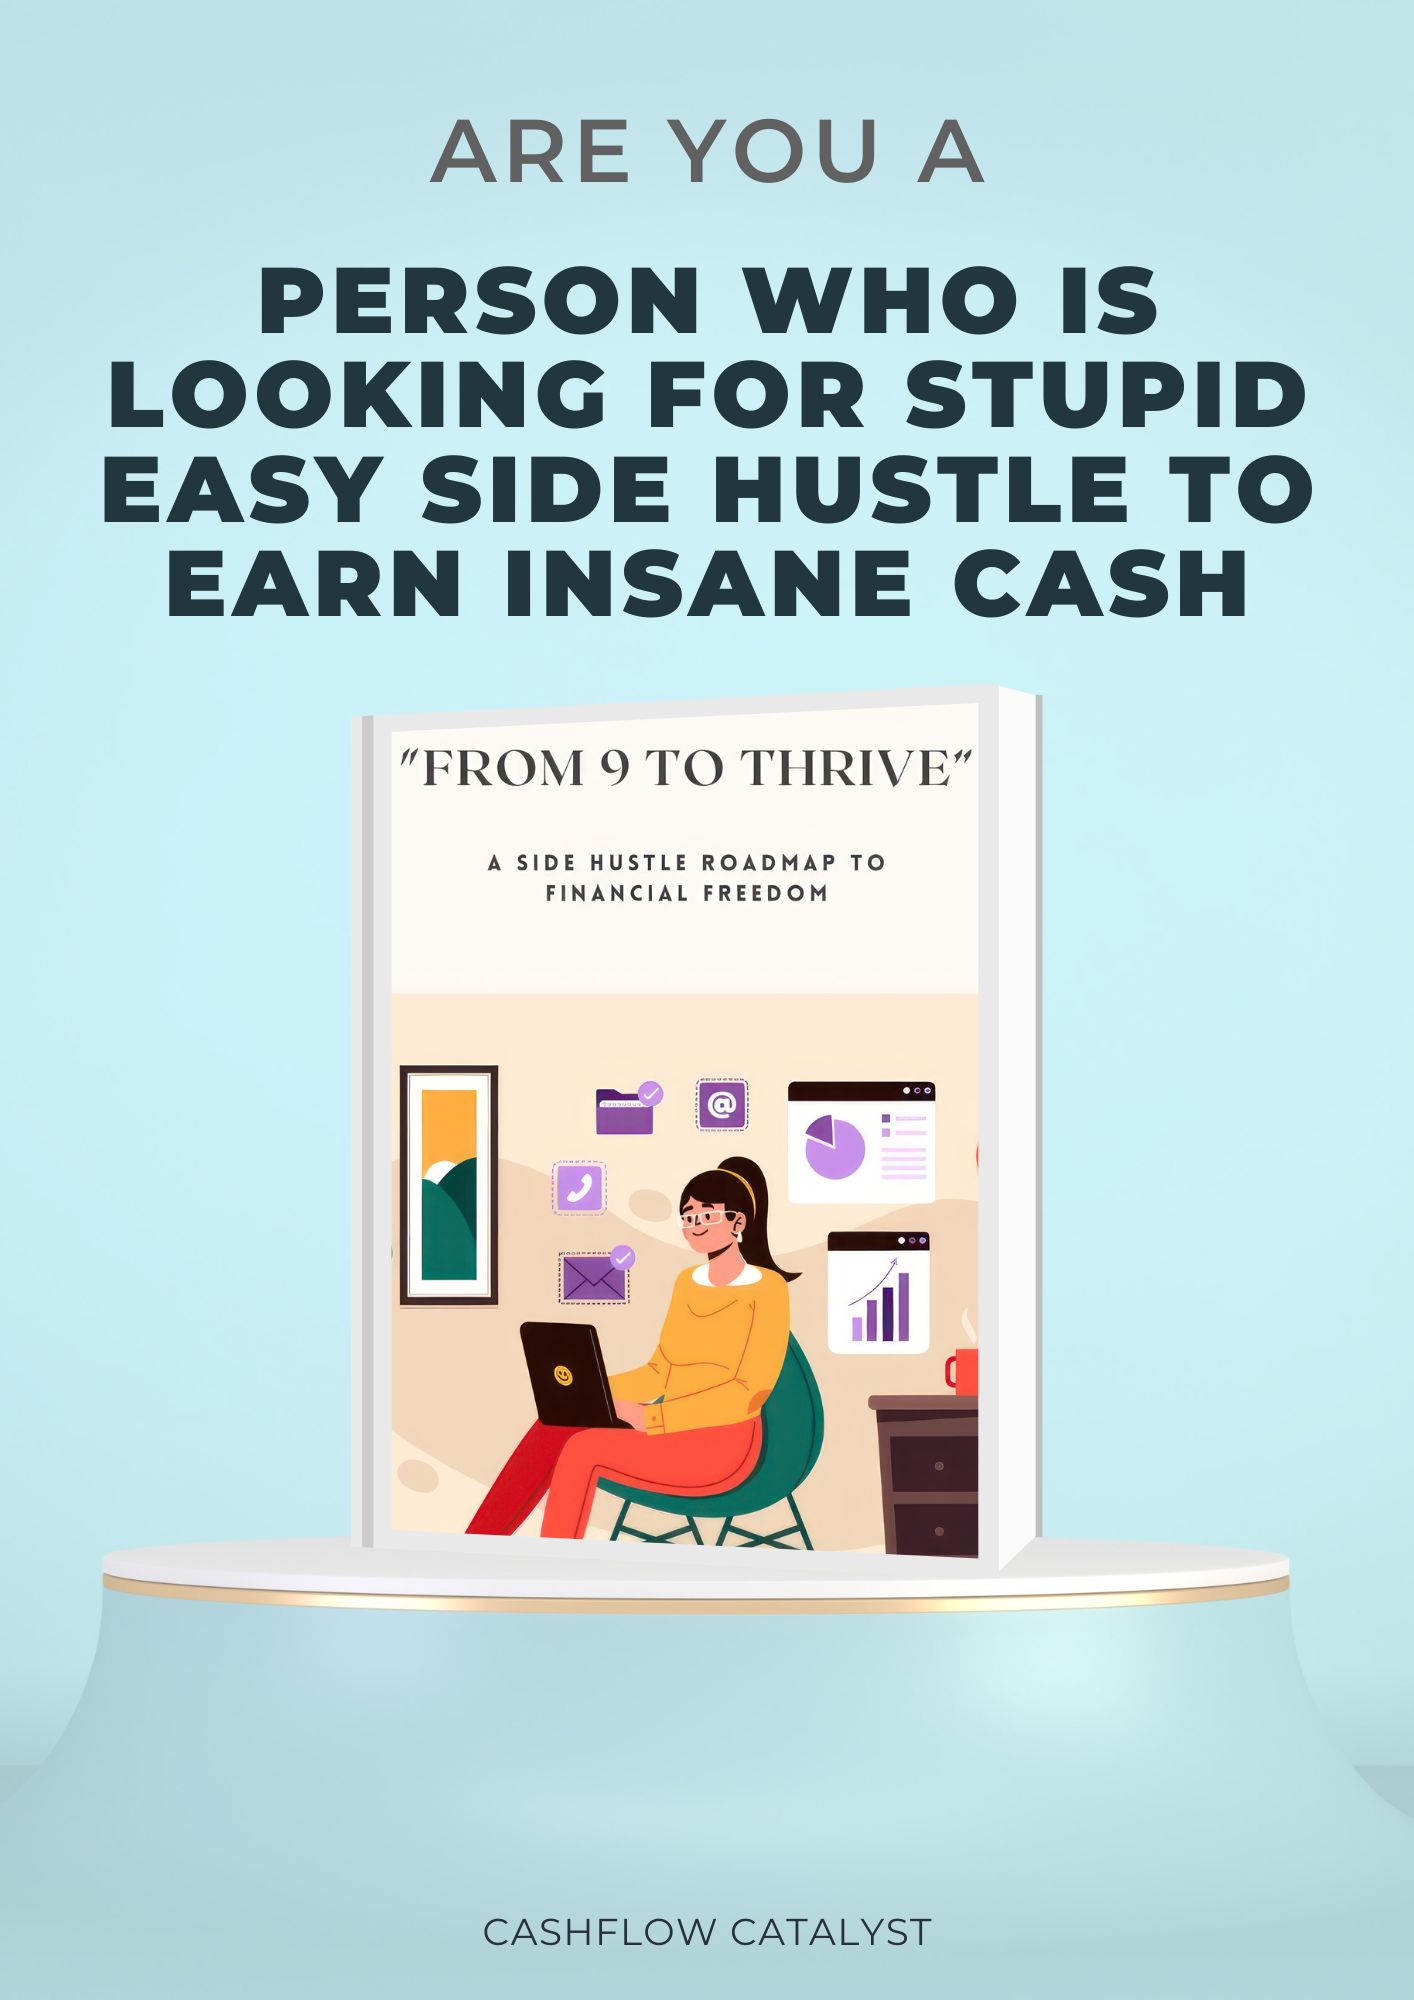 ARE YOU A
PERSON WHO IS
LOOKING FOR STUPID
EASY SIDE HUSTLE TO
EARN INSANE CASH
"FROM 9 TO THRIVE"
A SIDE HUSTLE ROADMAP TO
FINANCIAL FREEDOM
@
CASHFLOW CATALYST